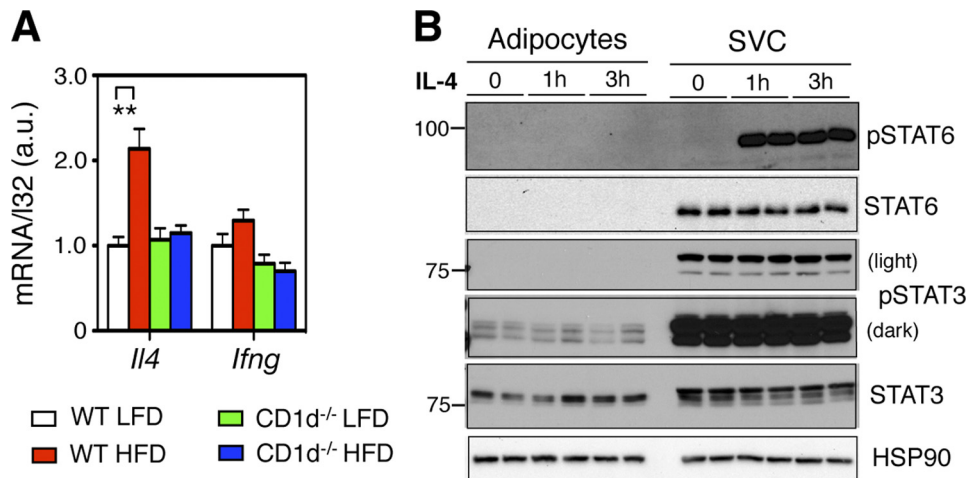 A
mRNA/l32 (a.u.)
3.0
2.0
1.0
0
**
Il4 Ifng
WT LFD CD1d-/- LFD
WT HFD CD1d-/- HFD
B
Adipocytes SVC
IL-4 0 1h 3h 0 1h 3h
100 pSTAT6
STAT6
(light)
75 pSTAT3
(dark)
75 STAT3
HSP90